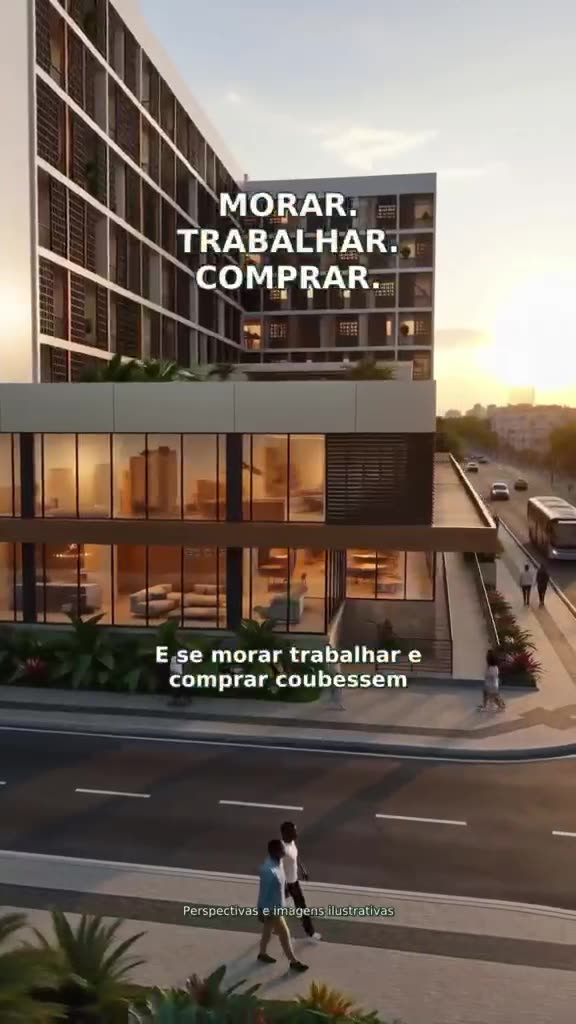 MORAR.
TRABALHAR.
COMPRAR.
E se morar trabalhar e
comprar coubessem
Perspectivas e imagens ilustrativas